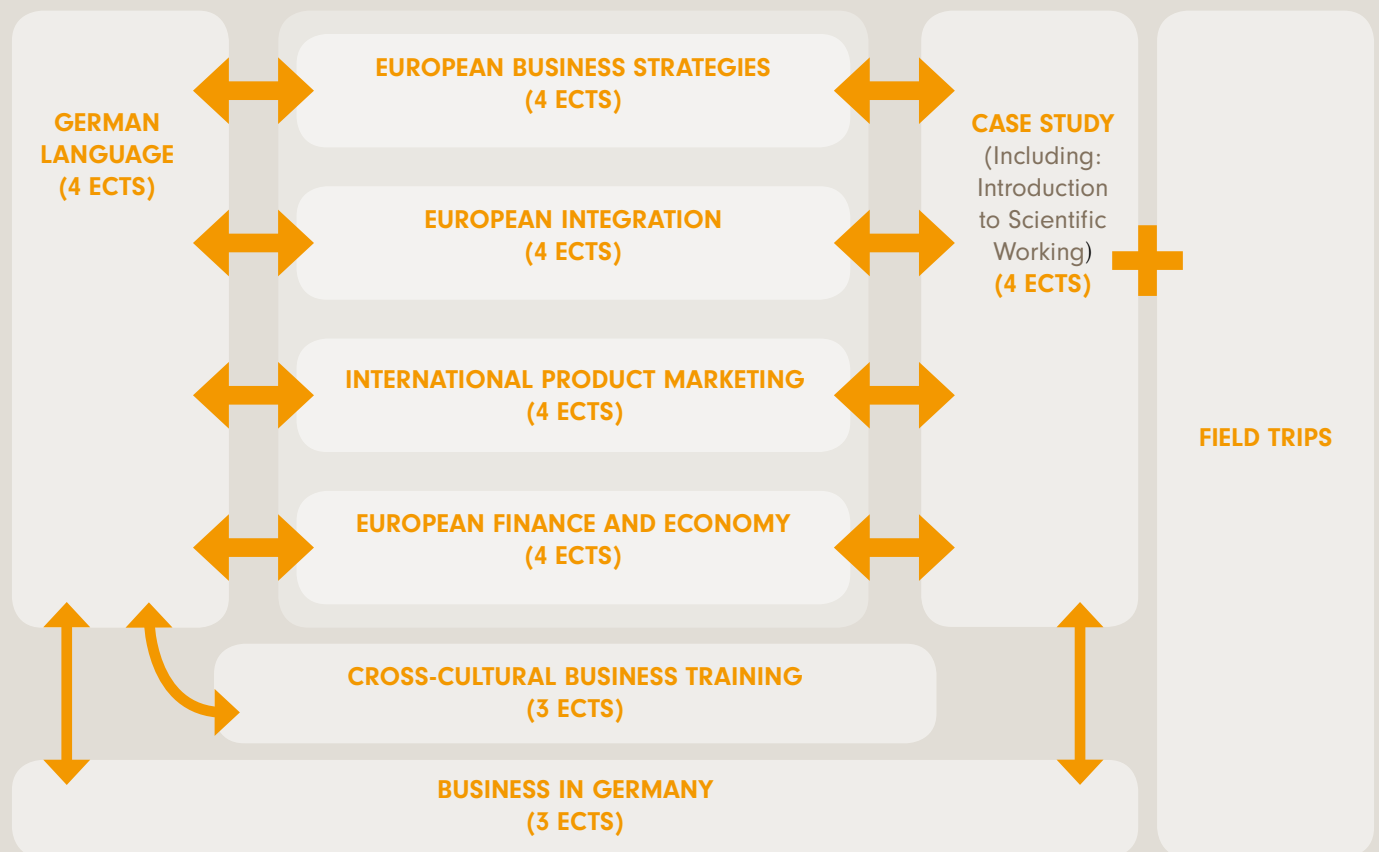 GERMAN
LANGUAGE
(4 ECTS)
EUROPEAN BUSINESS STRATEGIES
(4 ECTS)
EUROPEAN INTEGRATION
(4 ECTS)
INTERNATIONAL PRODUCT MARKETING
(4 ECTS)
EUROPEAN FINANCE AND ECONOMY
(4 ECTS)
CASE STUDY
(Including:
Introduction
to Scientific
Working)
(4 ECTS)
FIELD TRIPS
CROSS-CULTURAL BUSINESS TRAINING
(3 ECTS)
BUSINESS IN GERMANY
(3 ECTS)